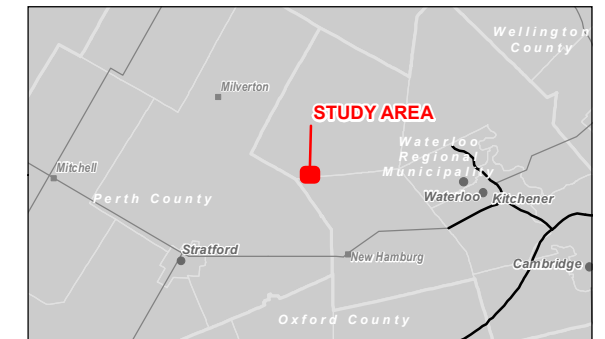 Wellington
County
Milverton
STUDY AREA
Waterloo
Regional
Municipality
Mitchell
Perth County
Waterloo
Kitchener
Stratford
New Hamburg
Cambridge
Oxford County